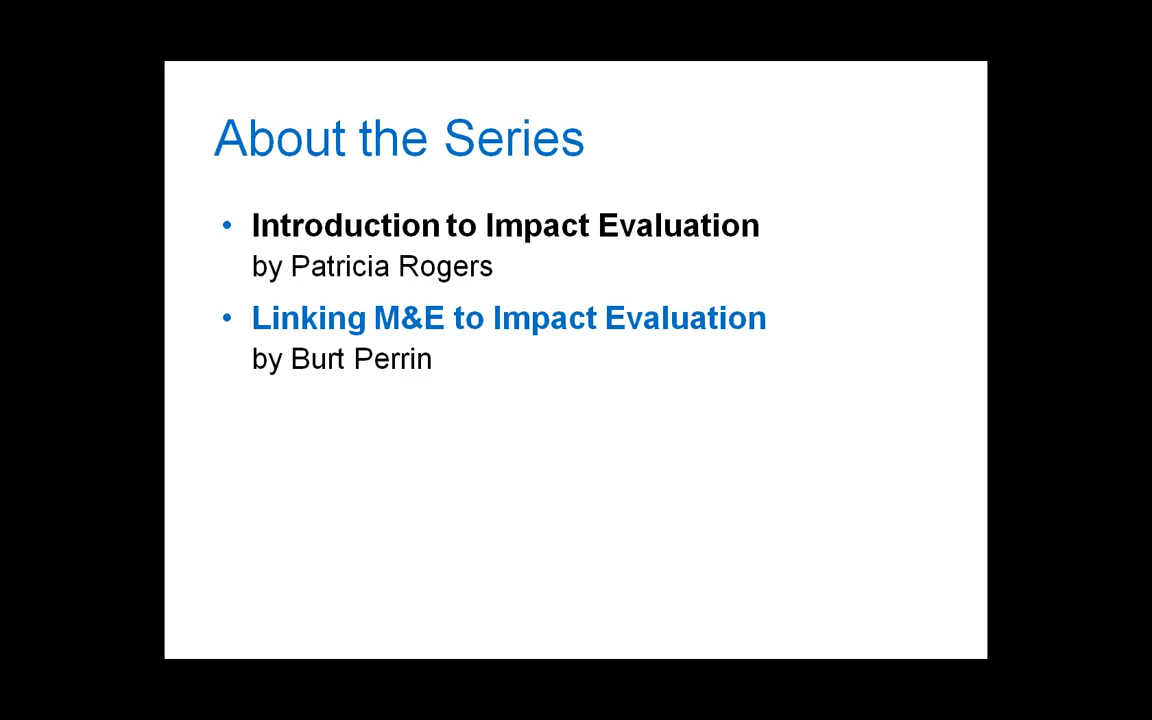 About the Series
• Introduction to Impact Evaluation
by Patricia Rogers
• Linking M&E to Impact Evaluation
by Burt Perrin